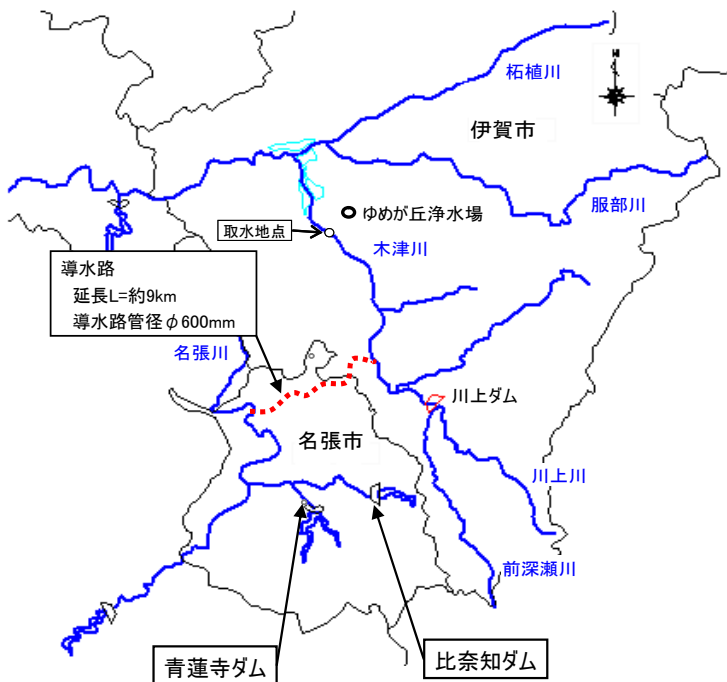 柘植川
伊賀市
服部川
ゆめが丘浄水場
取水地点
木津川
導水路
延長L=約9km
導水路管径φ600mm
名張川
川上ダム
名張市
川上川
前深瀬川
青蓮寺ダム
比奈知ダム